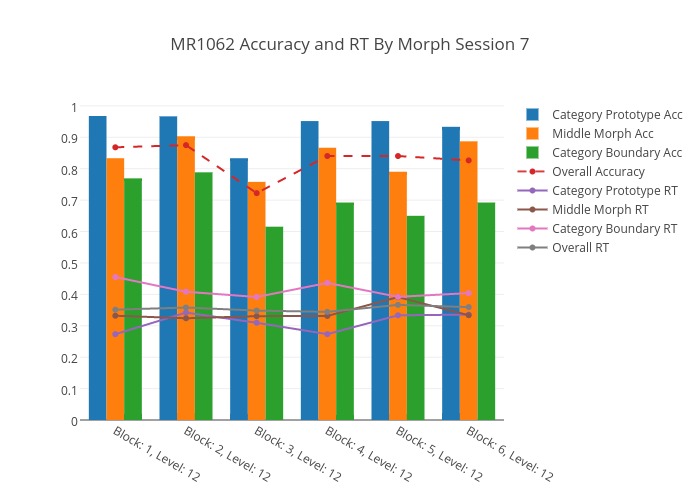 MR1062 Accuracy and RT By Morph Session 7
1
0.9
0.8
0.7
0.6
0.5
0.4
0.3
0.2
0.1
0
Block: 1, Level: 12
Block: 2, Level: 12
Block: 3, Level: 12
Block: 4, Level: 12
Block: 5, Level: 12
Block: 6, Level: 12
Category Prototype Acc
Middle Morph Acc
Category Boundary Acc
Overall Accuracy
Category Prototype RT
Middle Morph RT
Category Boundary RT
Overall RT